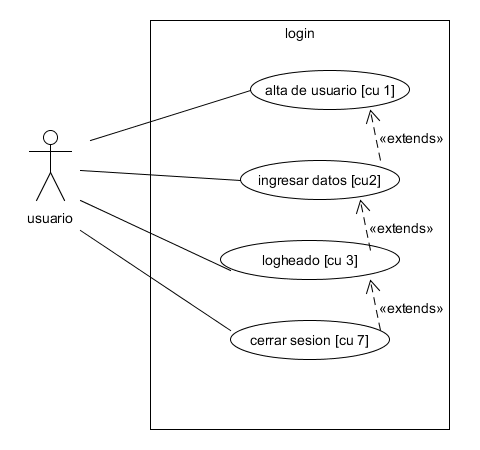 login
alta de usuario [cu 1]
«extends»
ingresar datos [cu2]
usuario
«extends»
logheado [cu 3]
«extends»
cerrar sesion [cu 7]